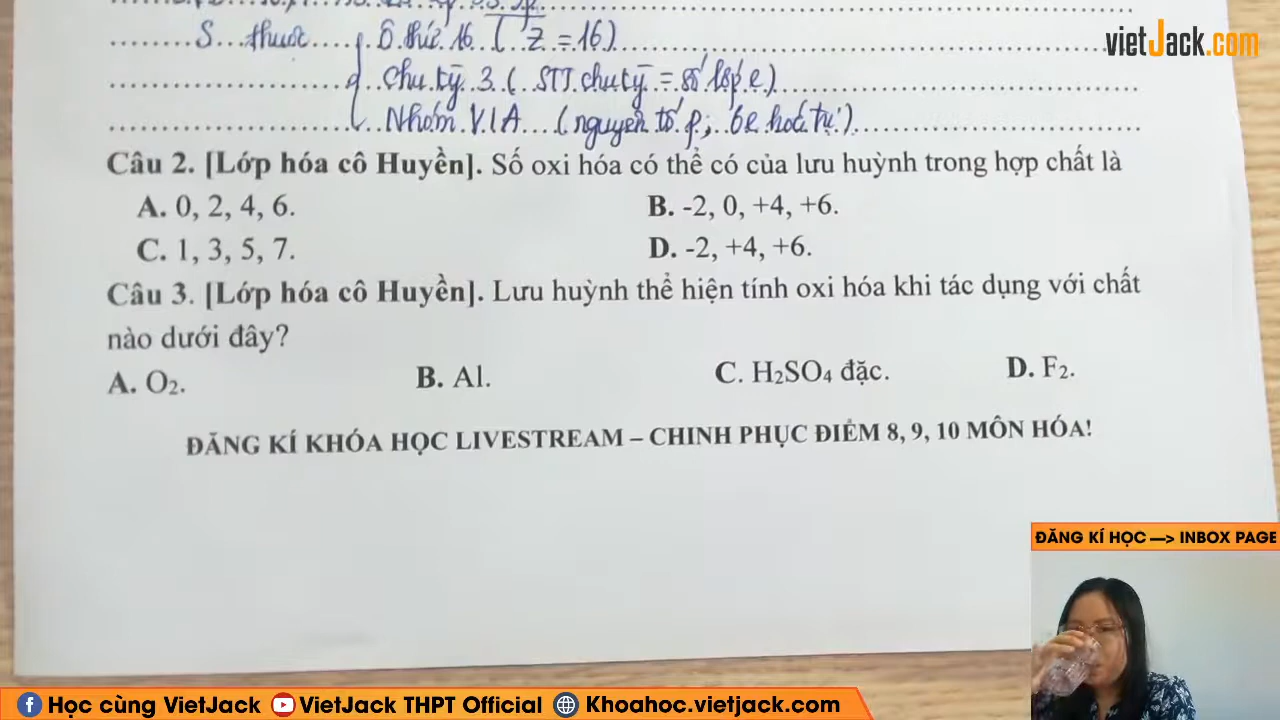 S thuộc ô thứ 16 ( Z = 16)
vietJack.com
chu kỳ 3 ( STT chu kỳ = số lớp e)
Nhóm VIA (nguyên tố p; 6e hoá trị)
Câu 2. [Lớp hóa cô Huyền]. Số oxi hóa có thể có của lưu huỳnh trong hợp chất là
A. 0, 2, 4, 6. B. -2, 0, +4, +6.
C. 1, 3, 5, 7. D. -2, +4, +6.
Câu 3. [Lớp hóa cô Huyền]. Lưu huỳnh thể hiện tính oxi hóa khi tác dụng với chất
nào dưới đây?
A. O2. B. Al. C. H2SO4 đặc. D. F2.
ĐĂNG KÍ KHÓA HỌC LIVESTREAM – CHINH PHỤC ĐIỂM 8, 9, 10 MÔN HÓA!
ĐĂNG KÍ HỌC —> INBOX PAGE
Học cùng VietJack VietJack THPT Official Khoahoc.vietjack.com